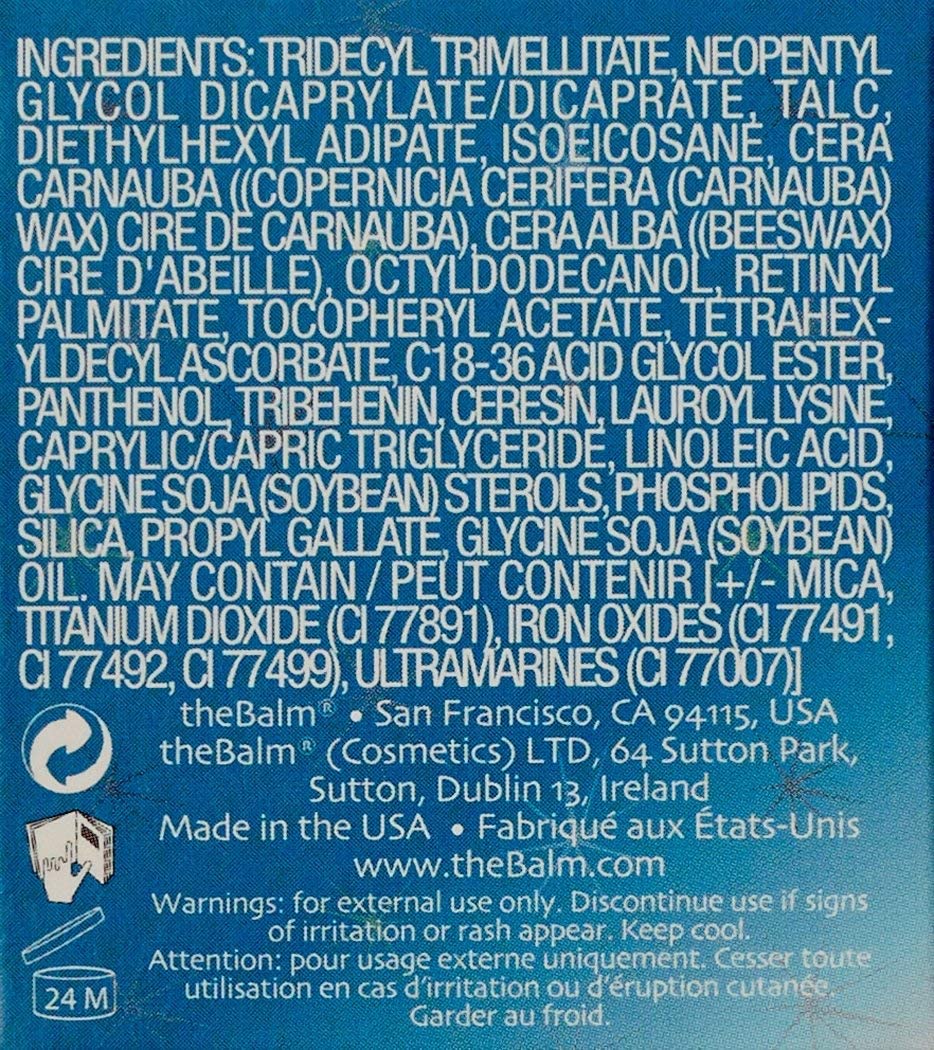 INGREDIENTS: TRIDECYL TRIMELLITATE, NEOPENTYL
GLYCOL DICAPRYLATE/DICAPRATE, TALC,
DIETHYLHEXYL ADIPATE, ISOEICOSANE, CERA
CARNAUBA ((COPERNICIA CERIFERA (CARNAUBA)
WAX) CIRE DE CARNAUBA), CERA ALBA ((BEESWAX)
CIRE D'ABEILLE), OCTYLDODECANOL, RETINYL
PALMITATE, TOCOPHERYL ACETATE, TETRAHEX-
YLDECYL ASCORBATE, C18-36 ACID GLYCOL ESTER,
PANTHENOL, TRIBEHENIN, CERESIN, LAUROYL LYSINE,
CAPRYLIC/CAPRIC TRIGLYCERIDE, LINOLEIC ACID,
GLYCINE SOJA (SOYBEAN) STEROLS, PHOSPHOLIPIDS,
SILICA, PROPYL GALLATE, GLYCINE SOJA (SOYBEAN)
OIL. MAY CONTAIN / PEUT CONTENIR [+/- MICA,
TITANIUM DIOXIDE (CI 77891), IRON OXIDES (CI 77491,
CI 77492, CI 77499), ULTRAMARINES (CI 77007)]
theBalm® • San Francisco, CA 94115, USA
theBalm® (Cosmetics) LTD, 64 Sutton Park,
Sutton, Dublin 13, Ireland
Made in the USA • Fabriqué aux États-Unis
www.theBalm.com
Warnings: for external use only. Discontinue use if signs
of irritation or rash appear. Keep cool.
Attention: pour usage externe uniquement. Cesser toute
utilisation en cas d'irritation ou d'éruption cutanée.
Garder au froid.
24 M